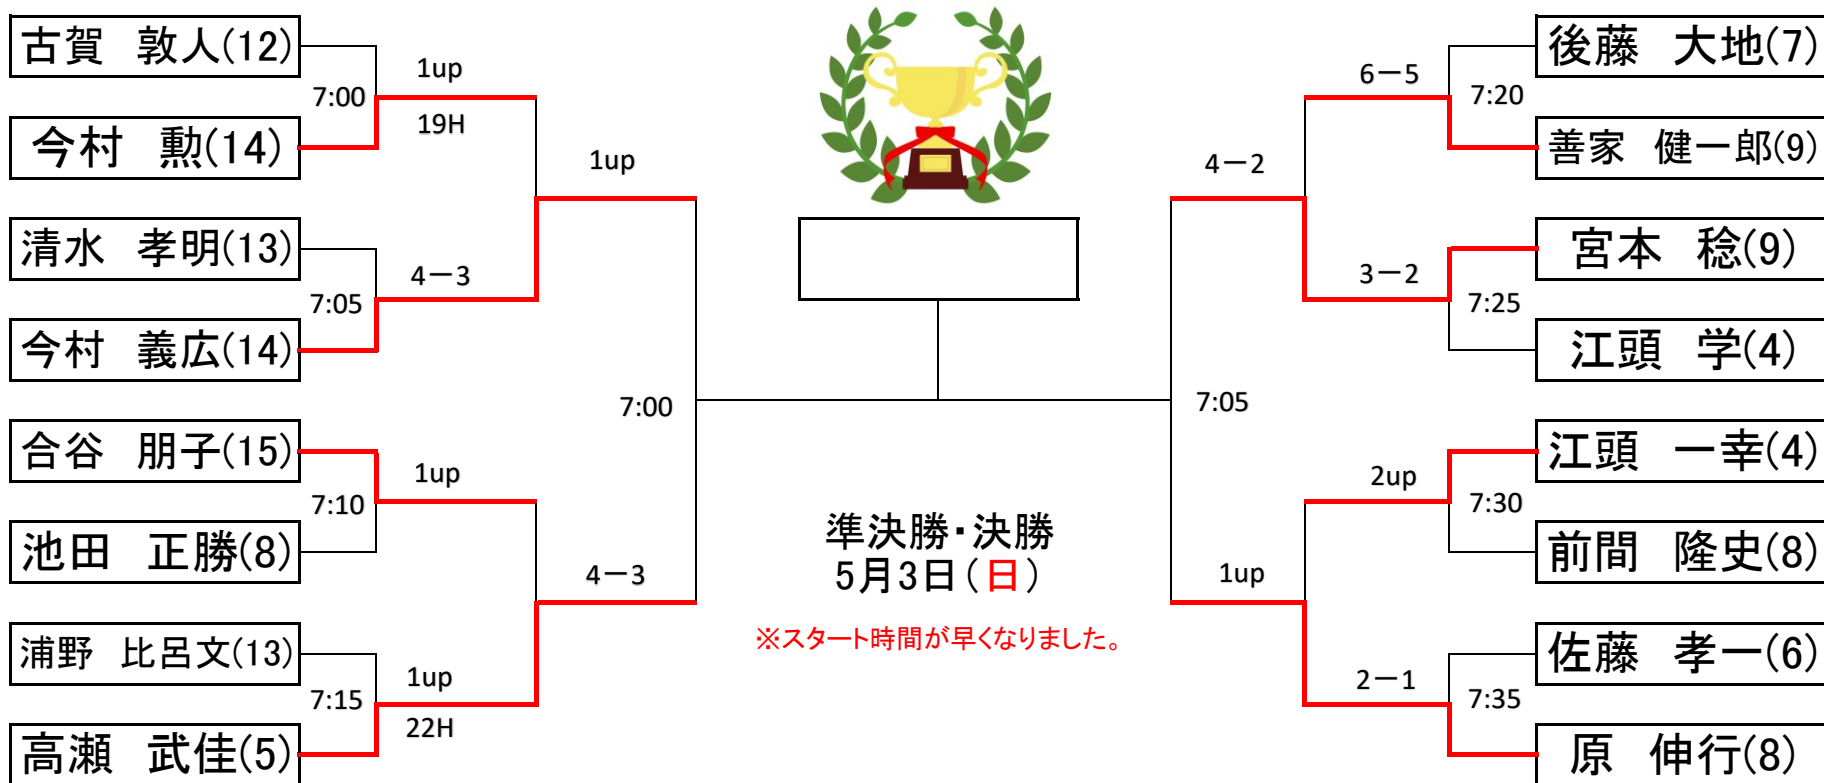 古賀　敦人(12)
7:00
今村　勲(14)
1up
19H
清水　孝明(13)
7:05
今村　義広(14)
4－3
1up
合谷　朋子(15)
7:10
池田　正勝(8)
1up
浦野　比呂文(13)
7:15
高瀬　武佳(5)
1up
22H
4－3
7:00
準決勝・決勝
5月3日（日）
※スタート時間が早くなりました。
後藤　大地(7)
7:20
善家　健一郎(9)
6－5
宮本　稔(9)
7:25
江頭　学(4)
3－2
4－2
江頭　一幸(4)
7:30
前間　隆史(8)
2up
佐藤　孝一(6)
7:35
原　伸行(8)
2－1
1up
7:05